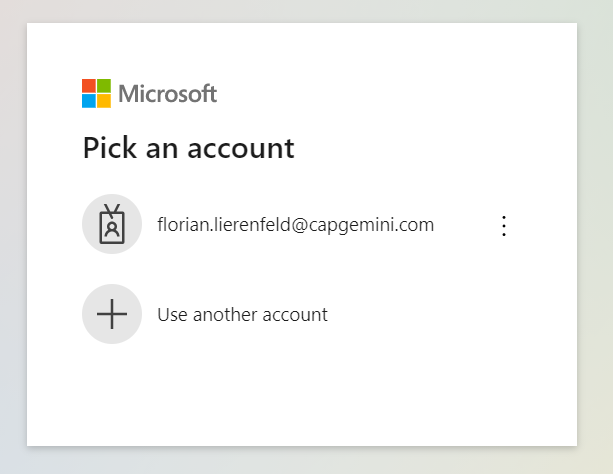 Microsoft
Pick an account
florian.lierenfeld@capgemini.com
Use another account